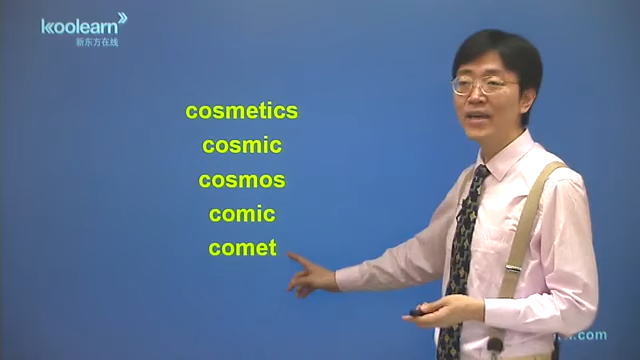 koolearn
新东方在线
cosmetics
cosmic
cosmos
comic
comet
.com